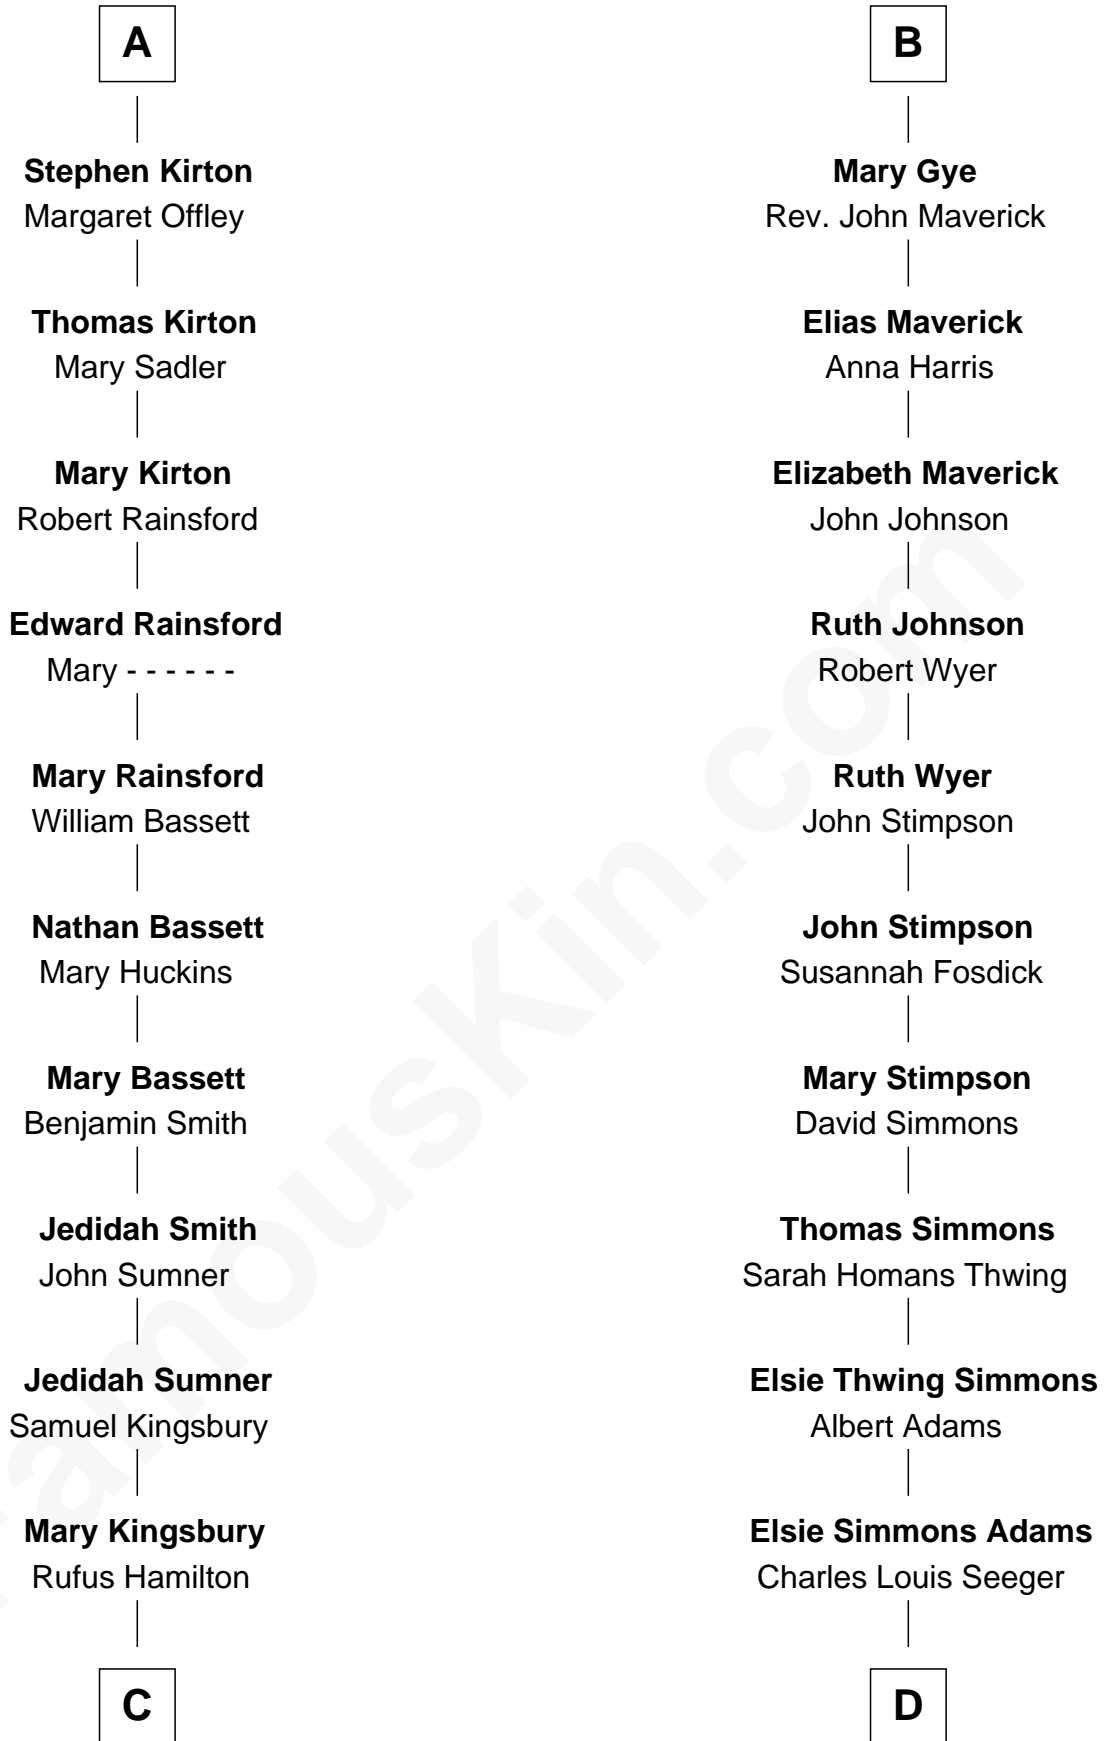 A
Stephen Kirton
Margaret Offley
Thomas Kirton
Mary Sadler
Mary Kirton
Robert Rainsford
Edward Rainsford
Mary - - - - - -
Mary Rainsford
William Bassett
Nathan Bassett
Mary Huckins
Mary Bassett
Benjamin Smith
Jedidah Smith
John Sumner
Jedidah Sumner
Samuel Kingsbury
Mary Kingsbury
Rufus Hamilton
C
B
Mary Gye
Rev. John Maverick
Elias Maverick
Anna Harris
Elizabeth Maverick
John Johnson
Ruth Johnson
Robert Wyer
Ruth Wyer
John Stimpson
John Stimpson
Susannah Fosdick
Mary Stimpson
David Simmons
Thomas Simmons
Sarah Homans Thwing
Elsie Thwing Simmons
Albert Adams
Elsie Simmons Adams
Charles Louis Seeger
D
FamousKin.com